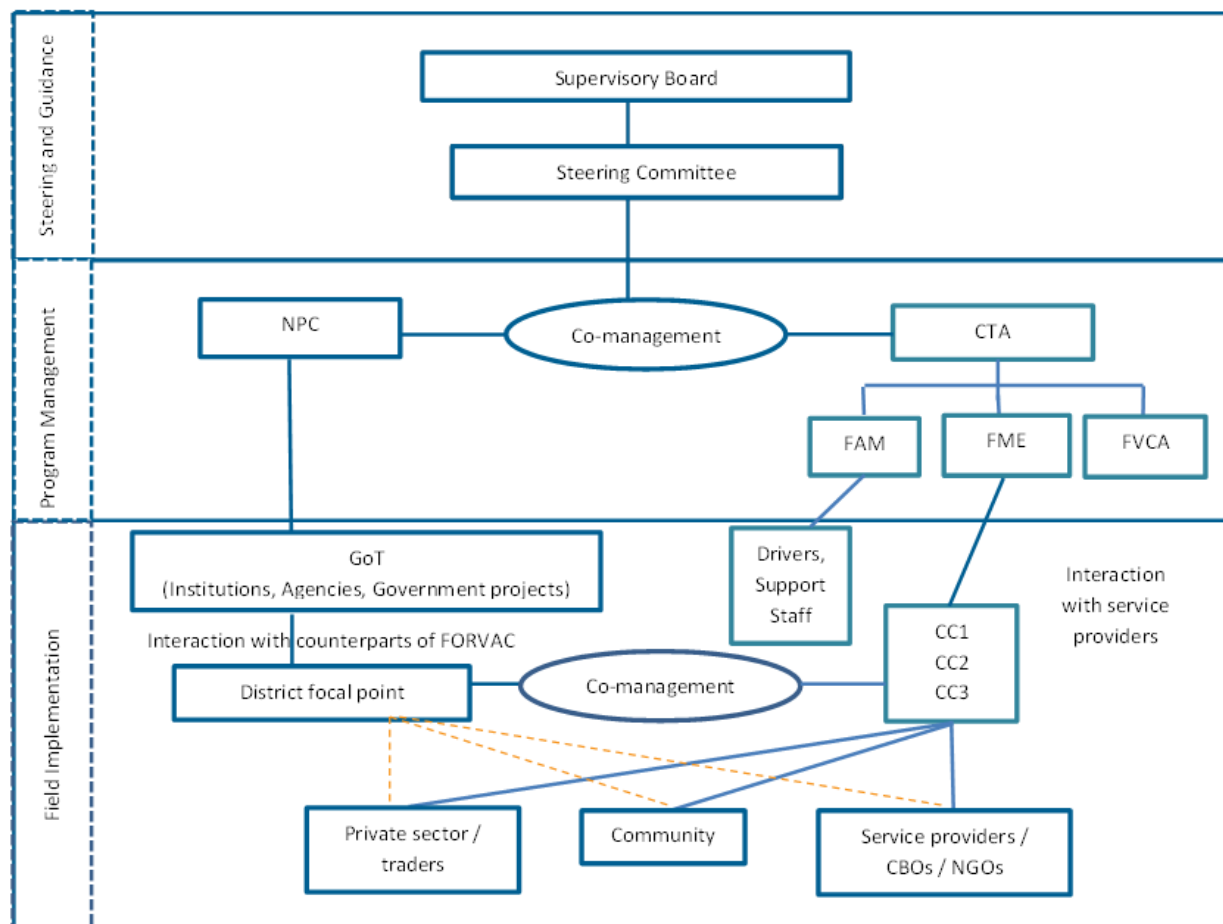 Steering and Guidance
Supervisory Board
Steering Committee
Program Management
NPC
Co-management
CTA
FAM
FME
FVCA
Field Implementation
GoT
(Institutions, Agencies, Government projects)
Drivers,
Support
Staff
Interaction
with service
providers
Interaction with counterparts of FORVAC
CC1
CC2
CC3
District focal point
Co-management
Private sector /
traders
Community
Service providers /
CBOs / NGOs